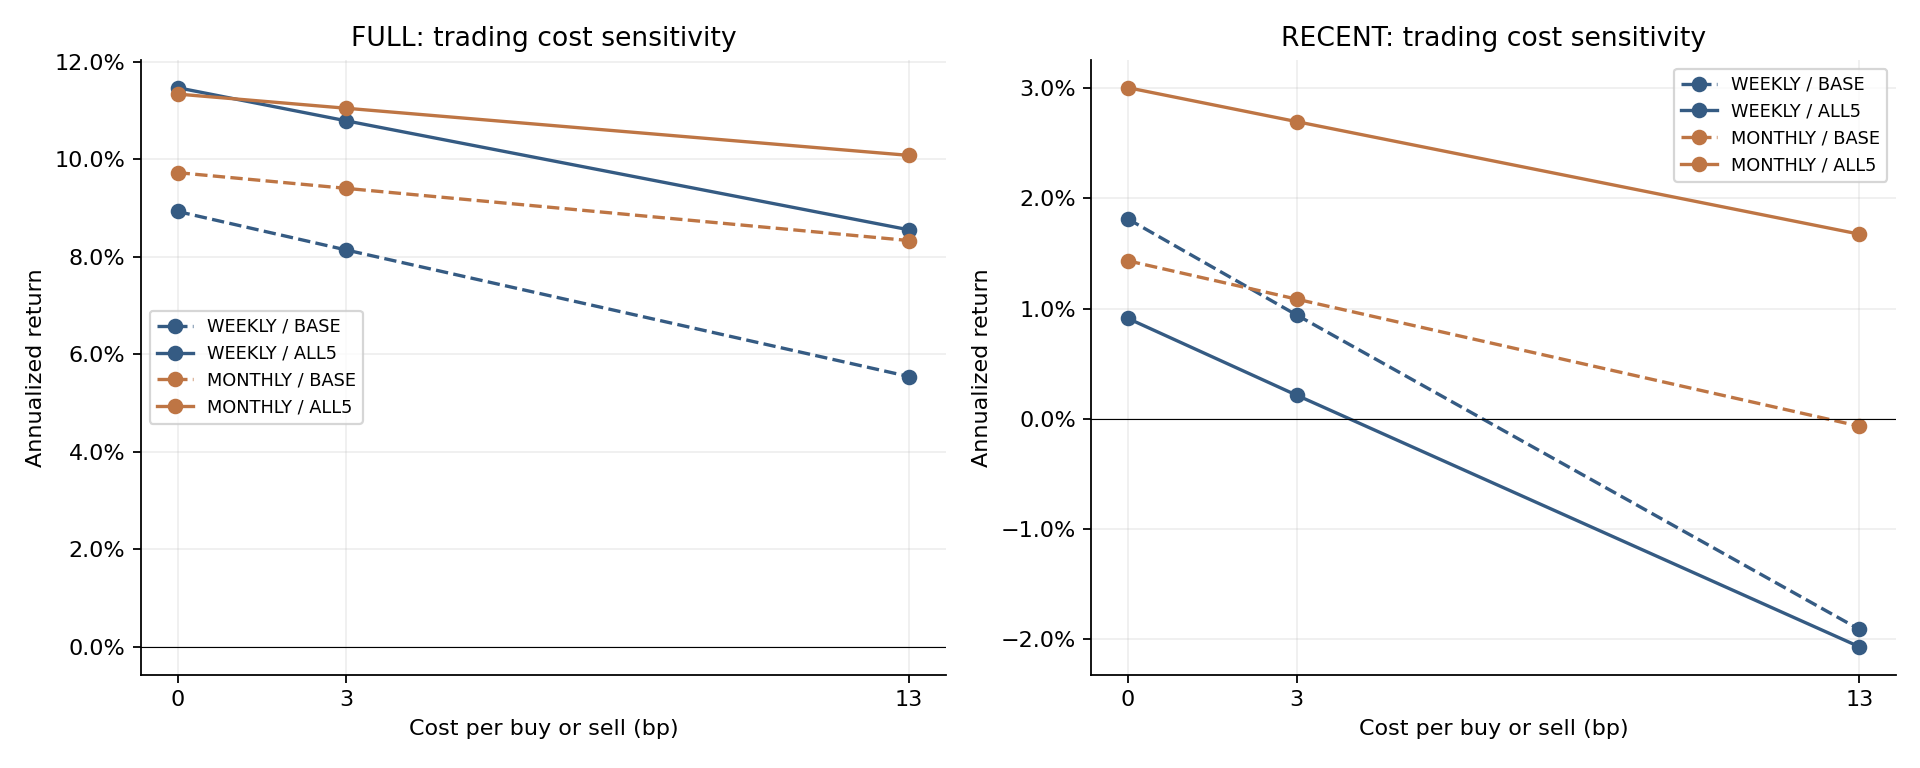 FULL: trading cost sensitivity
12.0%
10.0%
8.0%
6.0%
4.0%
2.0%
0.0%
Annualized return
WEEKLY / BASE
WEEKLY / ALL5
MONTHLY / BASE
MONTHLY / ALL5
0
3
13
Cost per buy or sell (bp)
RECENT: trading cost sensitivity
3.0%
2.0%
1.0%
0.0%
−1.0%
−2.0%
Annualized return
WEEKLY / BASE
WEEKLY / ALL5
MONTHLY / BASE
MONTHLY / ALL5
0
3
13
Cost per buy or sell (bp)